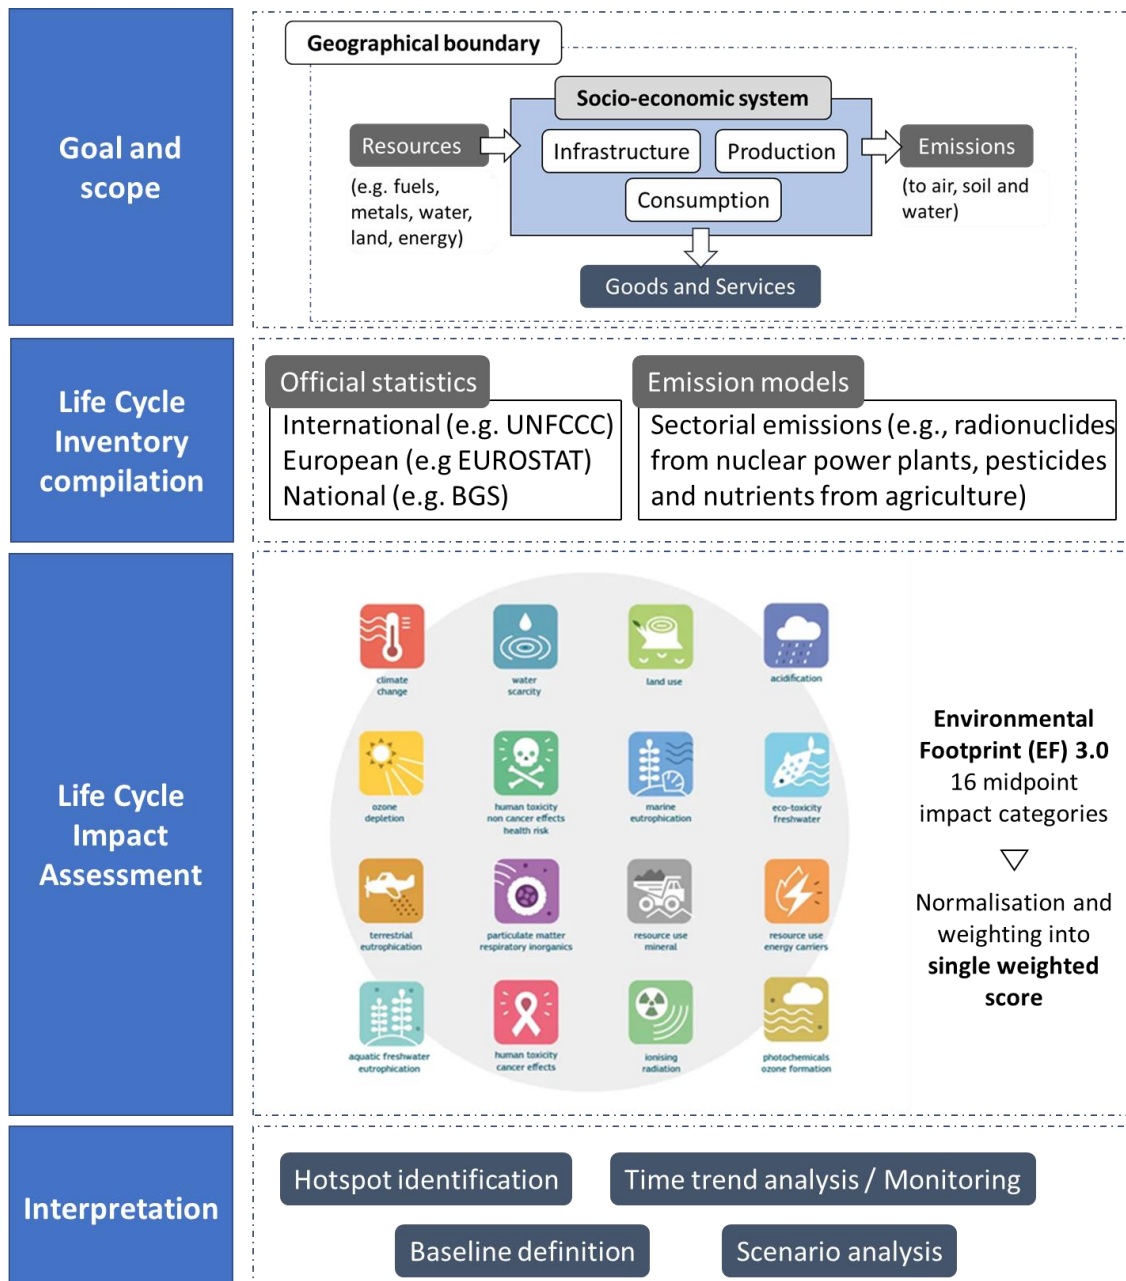 Goal and
scope
Geographical boundary
Socio-economic system
Resources
Infrastructure
Production
Emissions
(e.g. fuels,
metals, water,
land, energy)
Consumption
(to air, soil and
water)
Goods and Services
Life Cycle
Inventory
compilation
Official statistics
International (e.g. UNFCCC)
European (e.g EUROSTAT)
National (e.g. BGS)
Emission models
Sectorial emissions (e.g., radionuclides
from nuclear power plants, pesticides
and nutrients from agriculture)
Life Cycle
Impact
Assessment
climate
change
water
scarcity
land use
acidification
ozone
depletion
human toxicity
non cancer effects
health risk
marine
eutrophication
eco-toxicity
freshwater
terrestrial
eutrophication
particulate matter
respiratory inorganics
resource use
mineral
resource use
energy carriers
aquatic freshwater
eutrophication
human toxicity
cancer effects
ionising
radiation
photochemicals
ozone formation
Environmental
Footprint (EF) 3.0
16 midpoint
impact categories
Normalisation and
weighting into
single weighted
score
Interpretation
Hotspot identification
Time trend analysis / Monitoring
Baseline definition
Scenario analysis